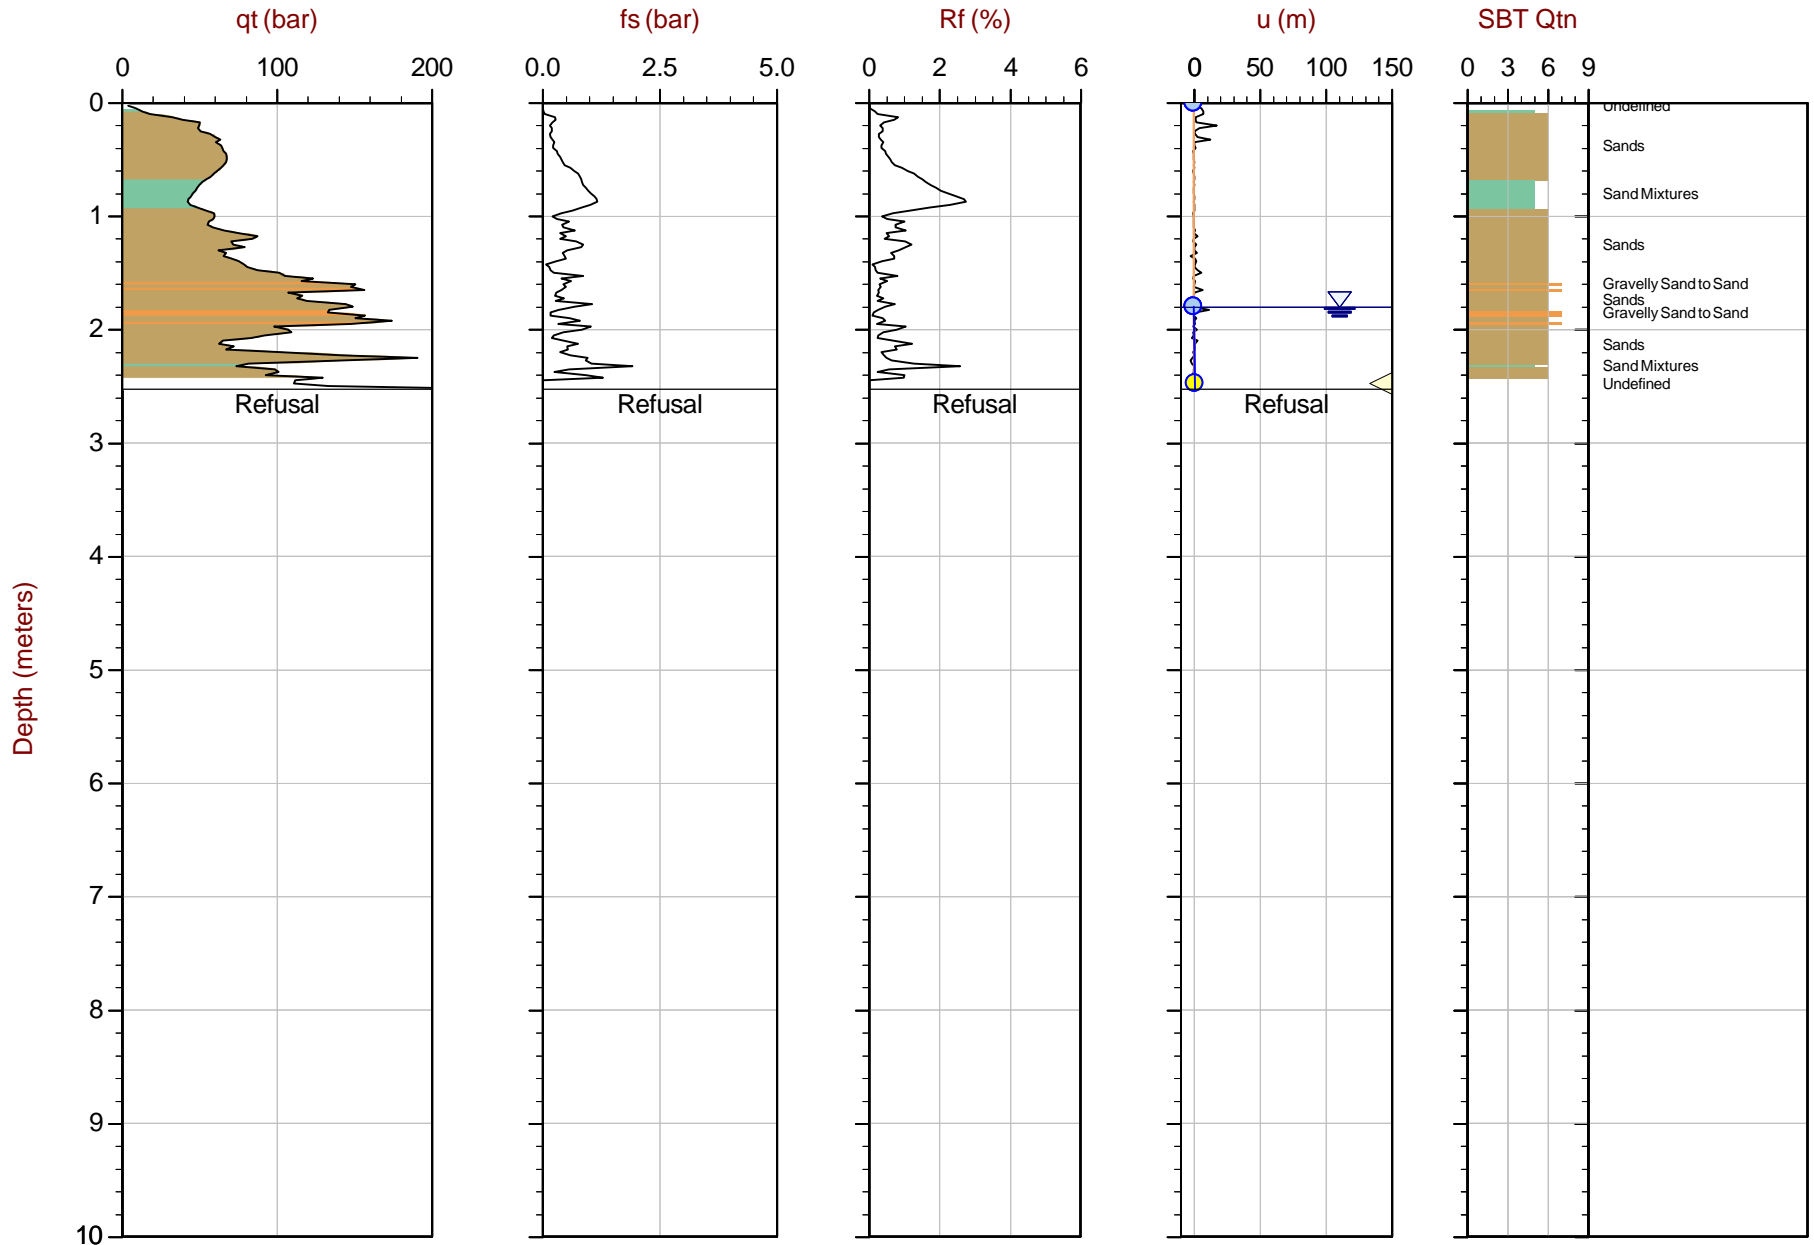 qt (bar) fs (bar) Rf (%) u (m) SBT Qtn
0 100 200 0.0 2.5 5.0 0 2 4 6 0 50 100 150 0 3 6 9
0
1
2
3
4
5
6
7
8
9
10
Depth (meters)
Undefined
Sands
Sand Mixtures
Sands
Gravelly Sand to Sand
Sands
Gravelly Sand to Sand
Sands
Sand Mixtures
Undefined
Refusal Refusal Refusal Refusal